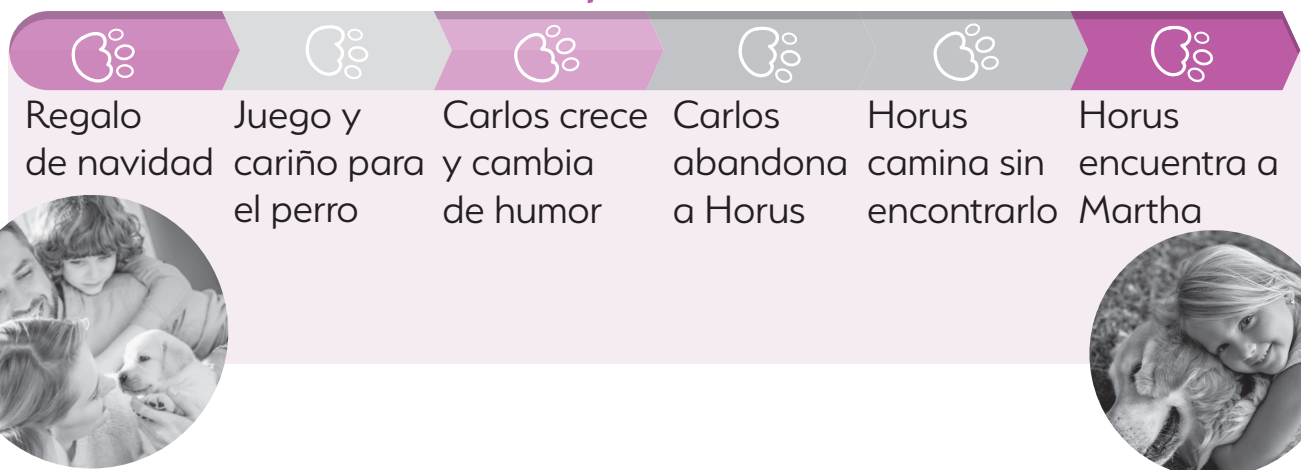 Regalo
de navidad
Juego y
cariño para
el perro
Carlos crece
y cambia
de humor
Carlos
abandona
a Horus
Horus
camina sin
encontrarlo
Horus
encuentra a
Martha